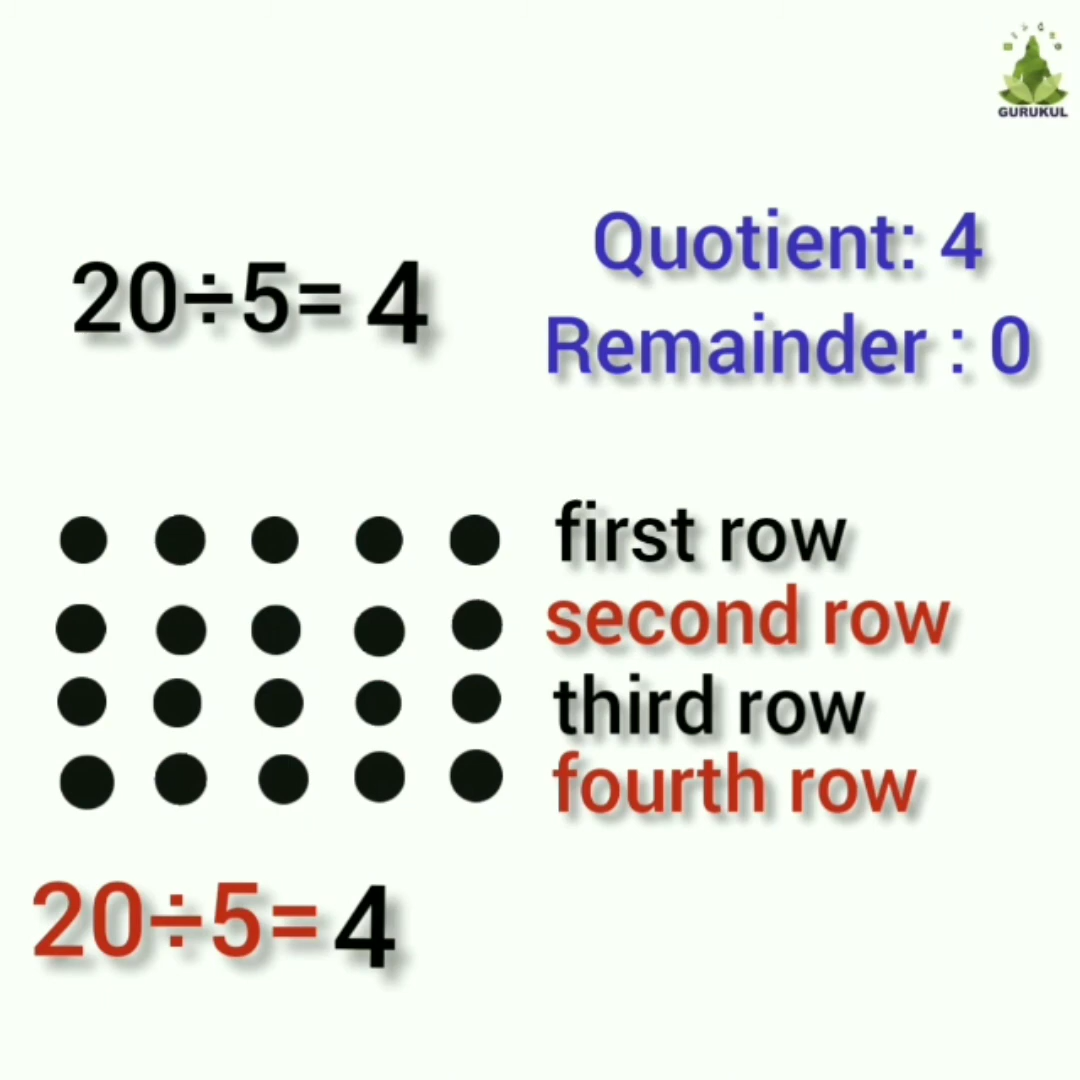 GURUKUL
20÷5= 4
Quotient: 4
Remainder : 0
first row
second row
third row
fourth row
20÷5= 4